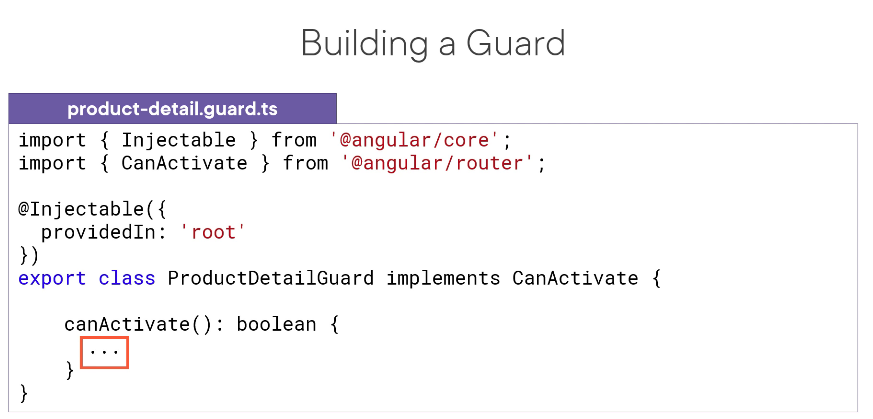 Building a Guard
product-detail.guard.ts
import { Injectable } from '@angular/core';
import { CanActivate } from '@angular/router';
@Injectable({
  providedIn: 'root'
})
export class ProductDetailGuard implements CanActivate {
    canActivate(): boolean {
      ...
    }
}